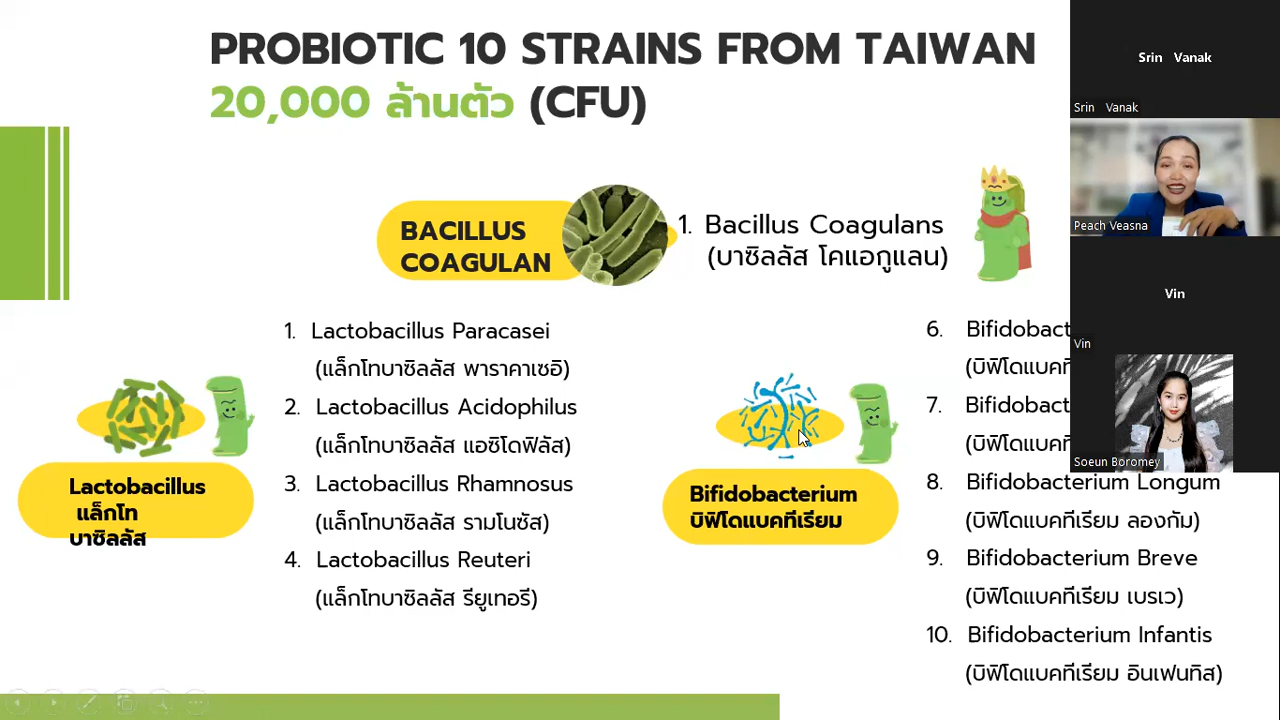 PROBIOTIC 10 STRAINS FROM TAIWAN
20,000 ล้านตัว (CFU)
BACILLUS
COAGULAN
1. Bacillus Coagulans
(บาซิลลัส โคแอกูแลน)
Lactobacillus
แล็กโท
บาซิลลัส
1. Lactobacillus Paracasei
(แล็กโทบาซิลลัส พาราคาเซอิ)
2. Lactobacillus Acidophilus
(แล็กโทบาซิลลัส แอซิโดฟิลัส)
3. Lactobacillus Rhamnosus
(แล็กโทบาซิลลัส รามโนซัส)
4. Lactobacillus Reuteri
(แล็กโทบาซิลลัส รียูเทอรี)
Bifidobacterium
บิฟิโดแบคทีเรียม
6. Bifidobact
(บิฟิโดแบคที
7. Bifidobact
(บิฟิโดแบคที
8. Bifidobacterium Longum
(บิฟิโดแบคทีเรียม ลองกัม)
9. Bifidobacterium Breve
(บิฟิโดแบคทีเรียม เบรเว)
10. Bifidobacterium Infantis
(บิฟิโดแบคทีเรียม อินเฟนทิส)
Srin Vanak
Srin Vanak
Peach Veasna
Vin
Vin
Soeun Boromey